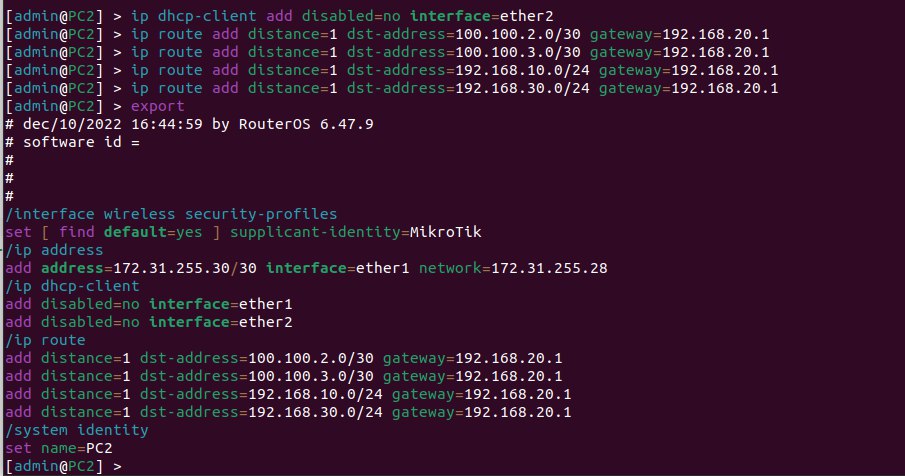 [admin@PC2] > ip dhcp-client add disabled=no interface=ether2
[admin@PC2] > ip route add distance=1 dst-address=100.100.2.0/30 gateway=192.168.20.1
[admin@PC2] > ip route add distance=1 dst-address=100.100.3.0/30 gateway=192.168.20.1
[admin@PC2] > ip route add distance=1 dst-address=192.168.10.0/24 gateway=192.168.20.1
[admin@PC2] > ip route add distance=1 dst-address=192.168.30.0/24 gateway=192.168.20.1
[admin@PC2] > export
# dec/10/2022 16:44:59 by RouterOS 6.47.9
# software id =
#
#
#
/interface wireless security-profiles
set [ find default=yes ] supplicant-identity=MikroTik
/ip address
add address=172.31.255.30/30 interface=ether1 network=172.31.255.28
/ip dhcp-client
add disabled=no interface=ether1
add disabled=no interface=ether2
/ip route
add distance=1 dst-address=100.100.2.0/30 gateway=192.168.20.1
add distance=1 dst-address=100.100.3.0/30 gateway=192.168.20.1
add distance=1 dst-address=192.168.10.0/24 gateway=192.168.20.1
add distance=1 dst-address=192.168.30.0/24 gateway=192.168.20.1
/system identity
set name=PC2
[admin@PC2] >